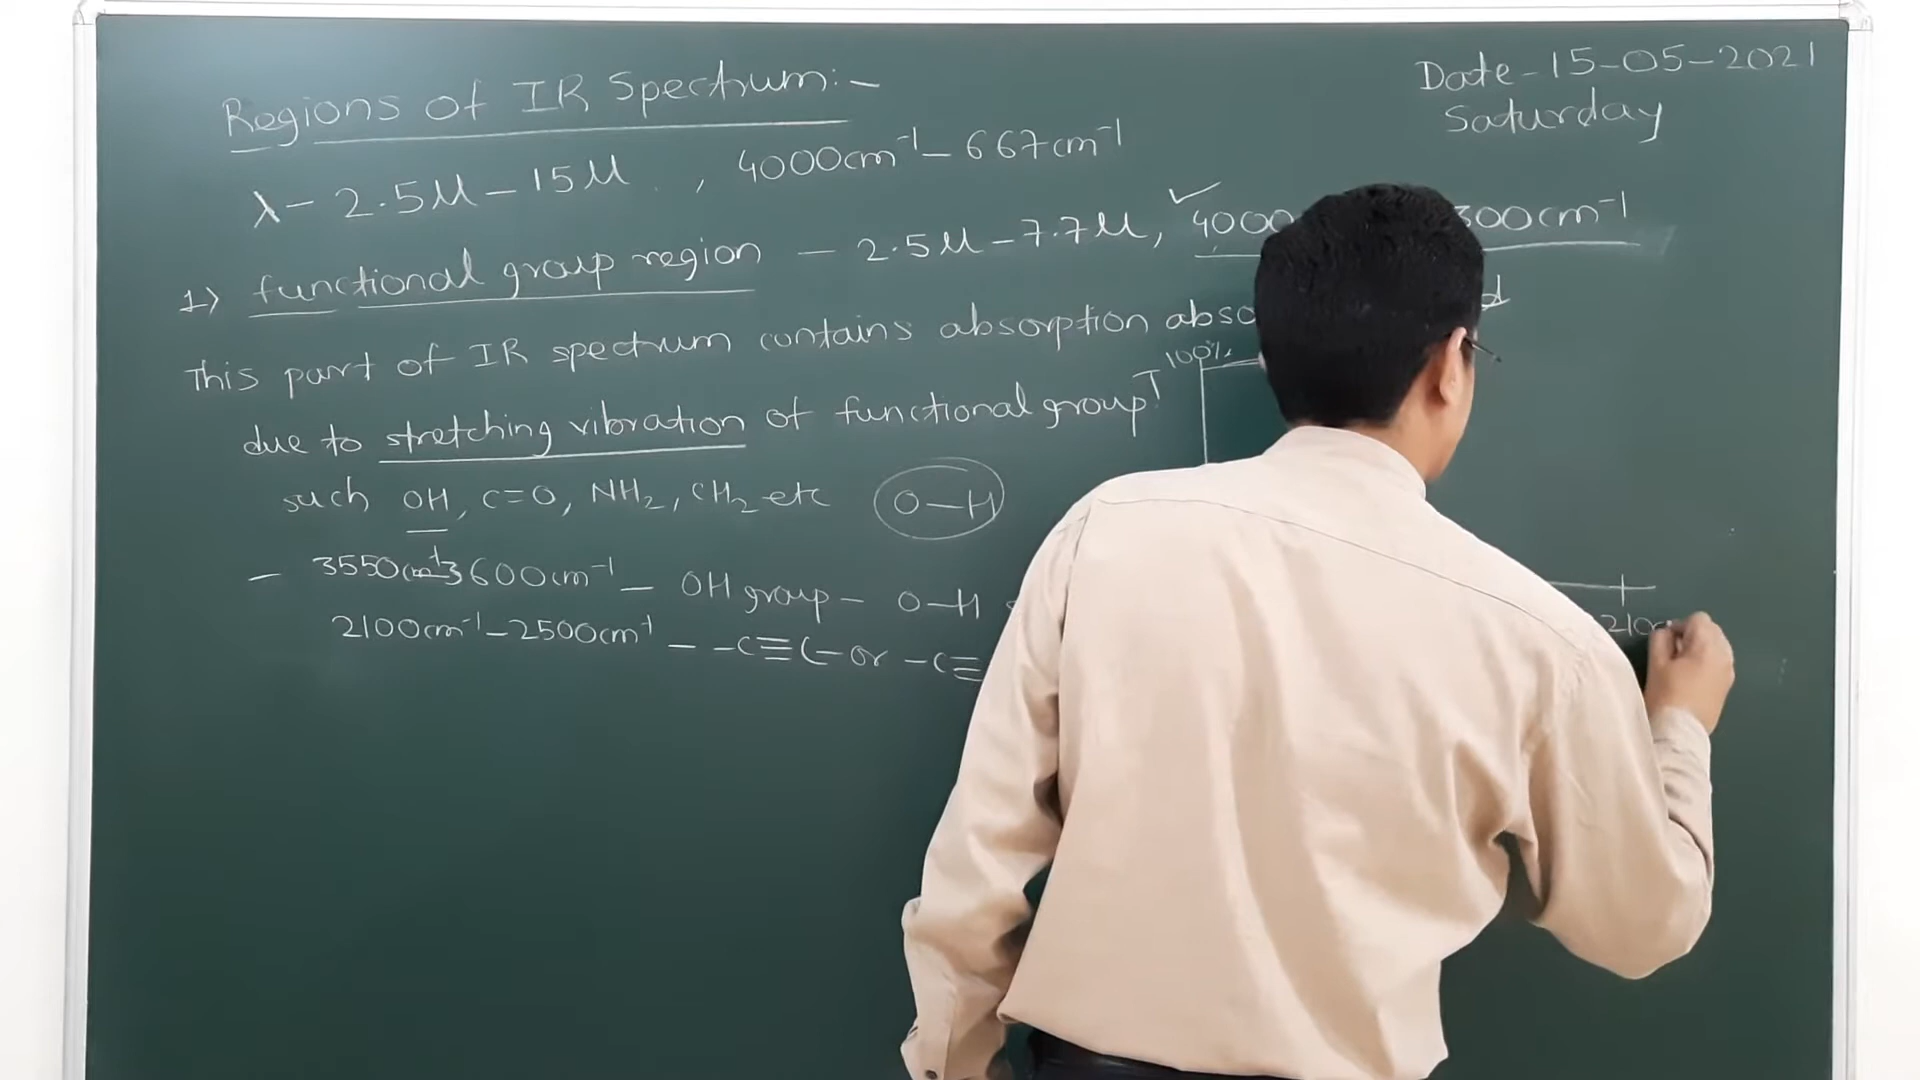 Regions of IR Spectrum:-
Date-15-05-2021
Saturday
λ- 2.5μ-15μ , 4000cm⁻¹-667cm⁻¹
1) functional group region - 2.5μ-7.7μ, 4000 300cm⁻¹
This part of IR spectrum contains absorption
due to stretching vibration of functional group
such OH, C=O, NH₂, CH₂ etc O-H
- 3550cm⁻¹3600cm⁻¹ - OH group - O-H
2100cm⁻¹-2500cm⁻¹ - -C≡C- or -C≡
100%
T